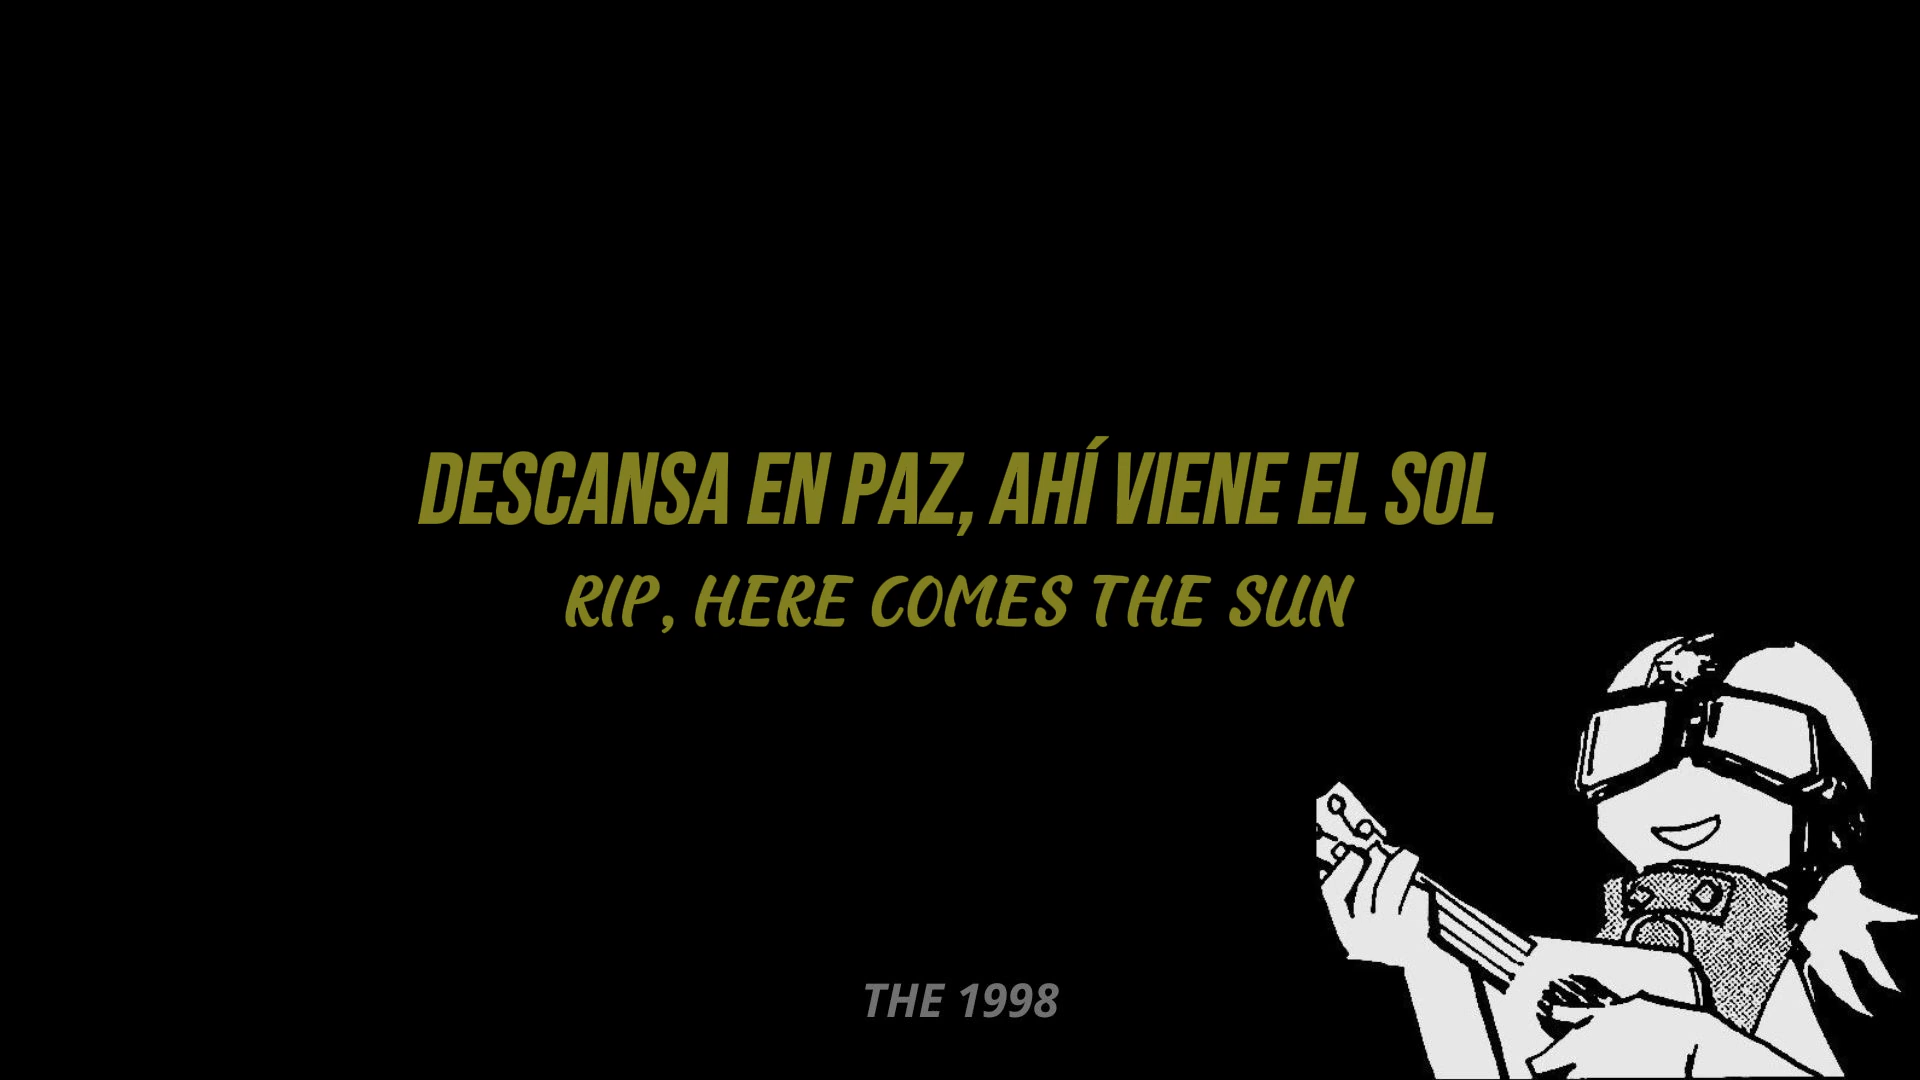 DESCANSA EN PAZ, AHÍ VIENE EL SOL
RIP, HERE COMES THE SUN
THE 1998